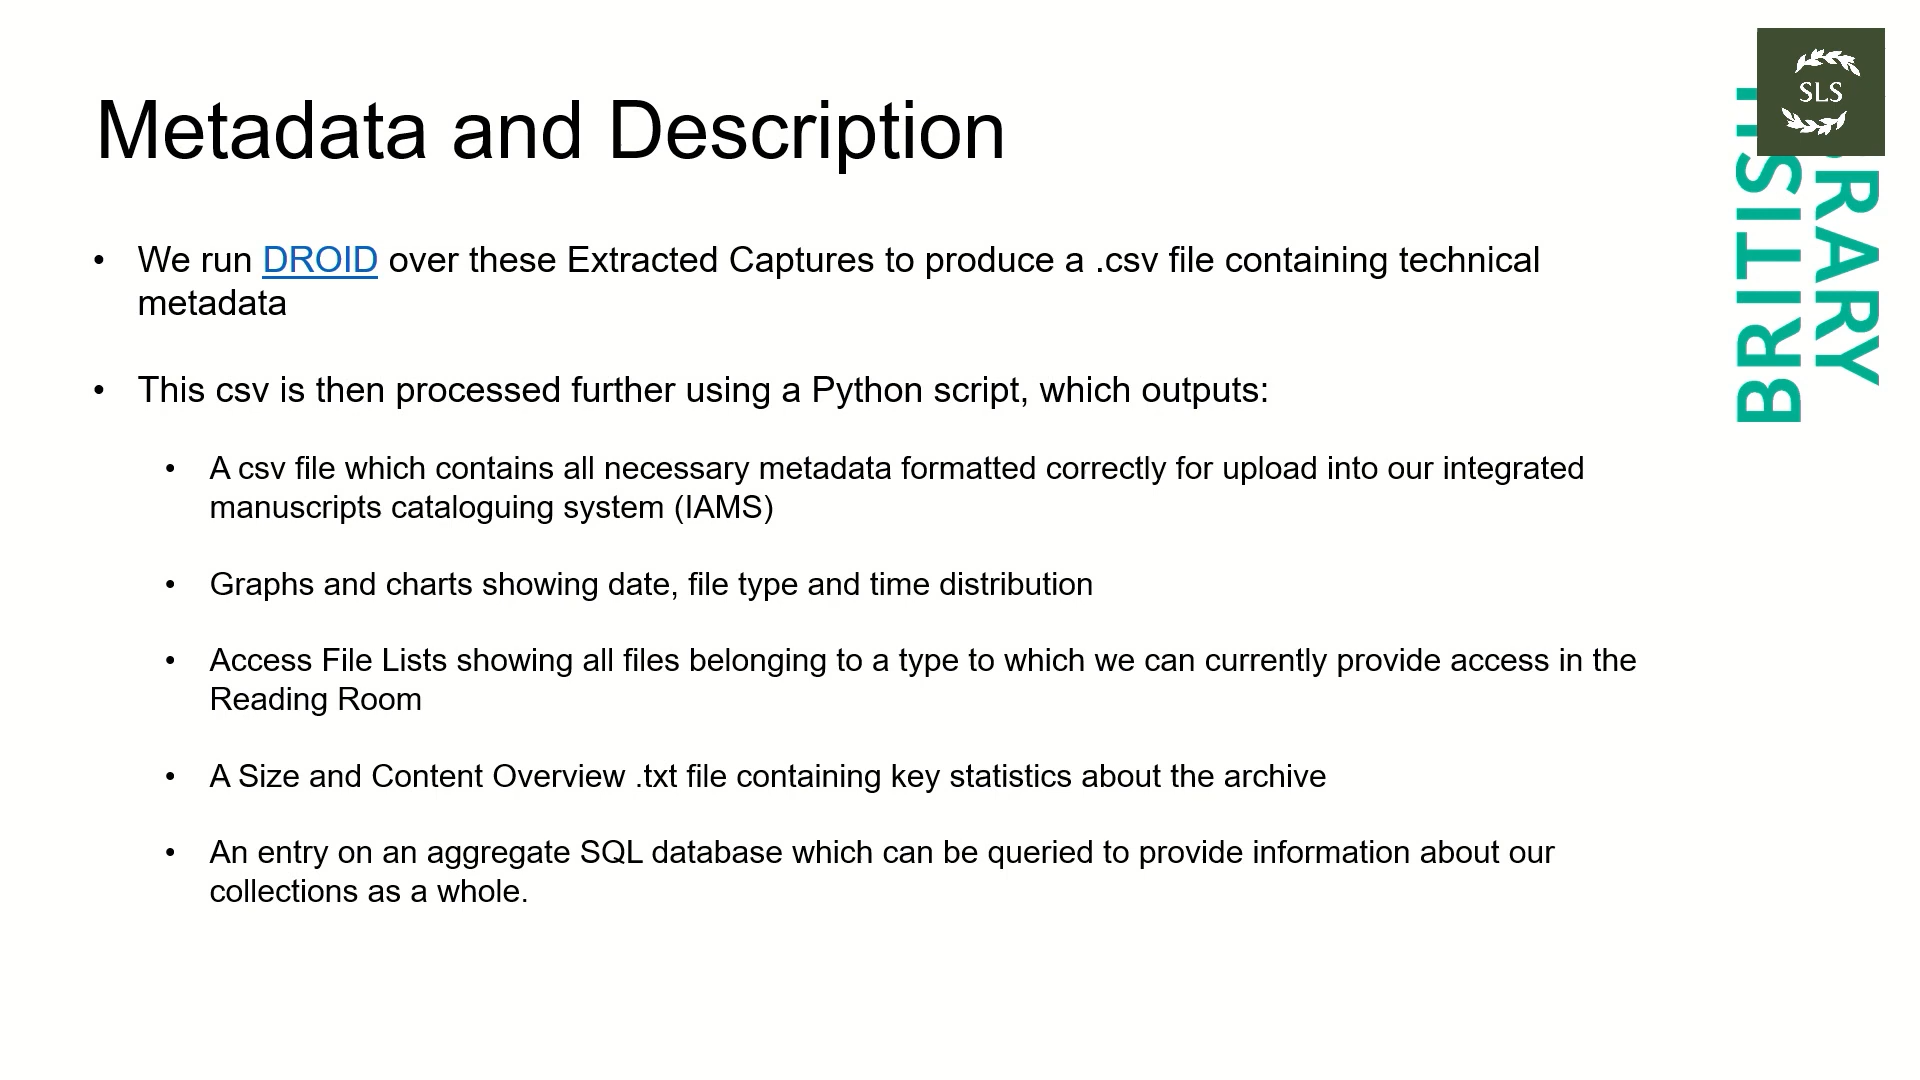 Metadata and Description
• We run DROID over these Extracted Captures to produce a .csv file containing technical
metadata
• This csv is then processed further using a Python script, which outputs:
• A csv file which contains all necessary metadata formatted correctly for upload into our integrated
manuscripts cataloguing system (IAMS)
• Graphs and charts showing date, file type and time distribution
• Access File Lists showing all files belonging to a type to which we can currently provide access in the
Reading Room
• A Size and Content Overview .txt file containing key statistics about the archive
• An entry on an aggregate SQL database which can be queried to provide information about our
collections as a whole.
SLS
BRITISH